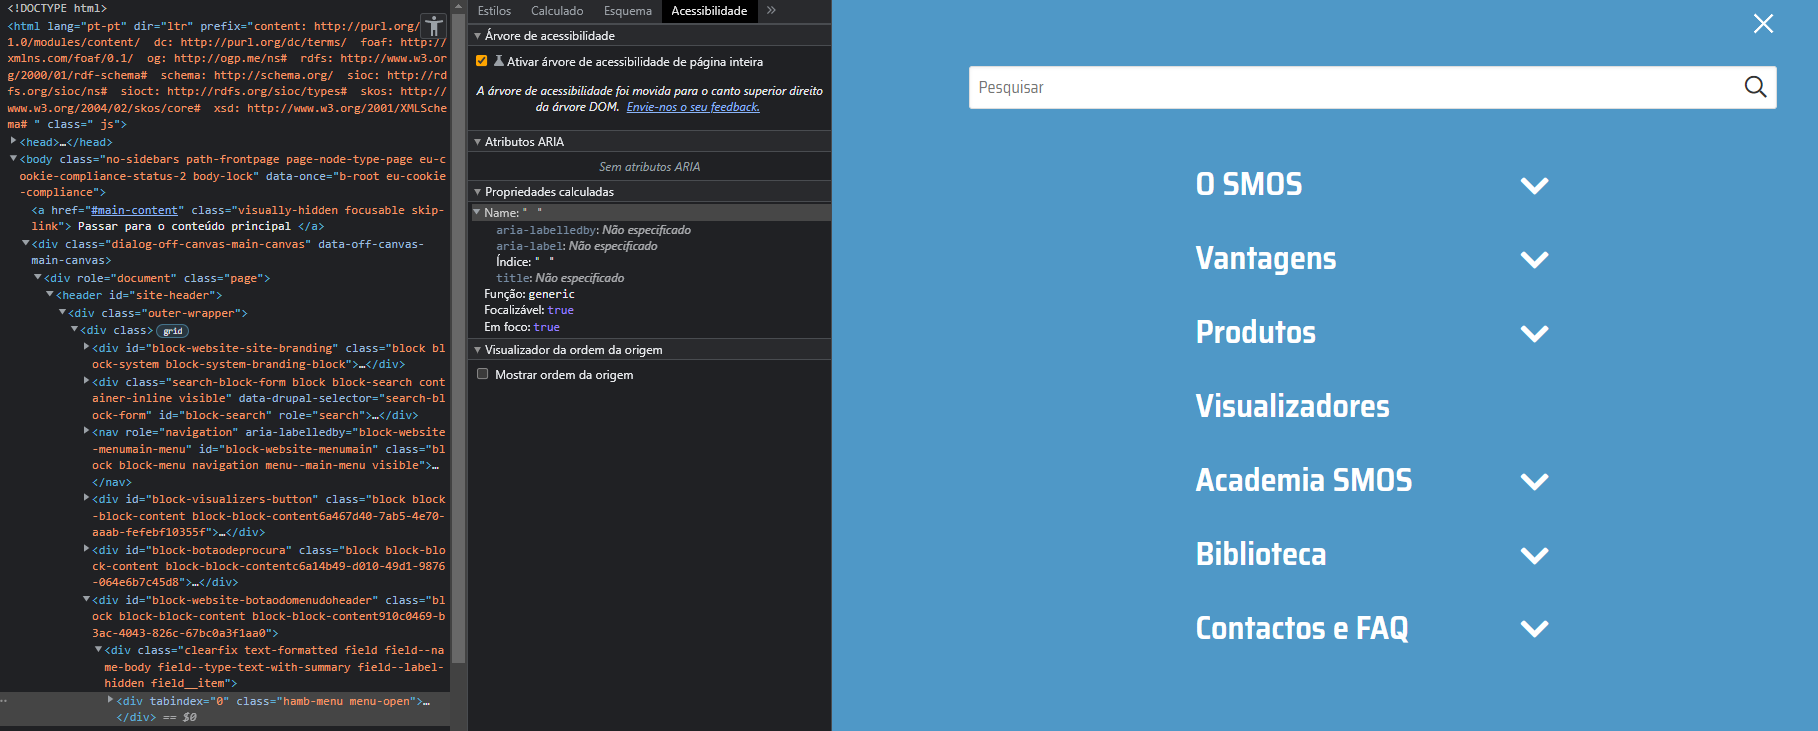 <!DOCTYPE html>
<html lang="pt-pt" dir="ltr" prefix="content: http://purl.org/
1.0/modules/content/  dc: http://purl.org/dc/terms/  foaf: http://
xmlns.com/foaf/0.1/  og: http://ogp.me/ns#  rdfs: http://www.w3.or
g/2000/01/rdf-schema#  schema: http://schema.org/  sioc: http://rd
fs.org/sioc/ns#  sioct: http://rdfs.org/sioc/types#  skos: http://
www.w3.org/2004/02/skos/core#  xsd: http://www.w3.org/2001/XMLSche
ma# " class=" js">
<head>…</head>
<body class="no-sidebars path-frontpage page-node-type-page eu-c
ookie-compliance-status-2 body-lock" data-once="b-root eu-cookie
-compliance">
<a href="#main-content" class="visually-hidden focusable skip-
link"> Passar para o conteúdo principal </a>
<div class="dialog-off-canvas-main-canvas" data-off-canvas-
main-canvas>
<div role="document" class="page">
<header id="site-header">
<div class="outer-wrapper">
<div class> grid
<div id="block-website-site-branding" class="block bl
ock-system block-system-branding-block">…</div>
<div class="search-block-form block block-search cont
ainer-inline visible" data-drupal-selector="search-bl
ock-form" id="block-search" role="search">…</div>
<nav role="navigation" aria-labelledby="block-website
-menumain-menu" id="block-website-menumain" class="bl
ock block-menu navigation menu--main-menu visible">…
</nav>
<div id="block-visualizers-button" class="block block
-block-content block-block-content6a467d40-7ab5-4e70-
aaab-fefebf10355f">…</div>
<div id="block-botaodeprocura" class="block block-blo
ck-content block-block-contentc6a14b49-d010-49d1-9876
-064e6b7c45d8">…</div>
<div id="block-website-botaodomenudoheader" class="bl
ock block-block-content block-block-content910c0469-b
3ac-4043-826c-67bc0a3f1aa0">
<div class="clearfix text-formatted field field--na
me-body field--type-text-with-summary field--label-
hidden field__item">
<div tabindex="0" class="hamb-menu menu-open">…
</div> == $0
Estilos Calculado Esquema Acessibilidade »
Árvore de acessibilidade
Ativar árvore de acessibilidade de página inteira
A árvore de acessibilidade foi movida para o canto superior direito
da árvore DOM. Envie-nos o seu feedback.
Atributos ARIA
Sem atributos ARIA
Propriedades calculadas
Name: "  "
aria-labelledby: Não especificado
aria-label: Não especificado
Índice: "  "
title: Não especificado
Função: generic
Focalizável: true
Em foco: true
Visualizador da ordem da origem
Mostrar ordem da origem
Pesquisar
O SMOS
Vantagens
Produtos
Visualizadores
Academia SMOS
Biblioteca
Contactos e FAQ